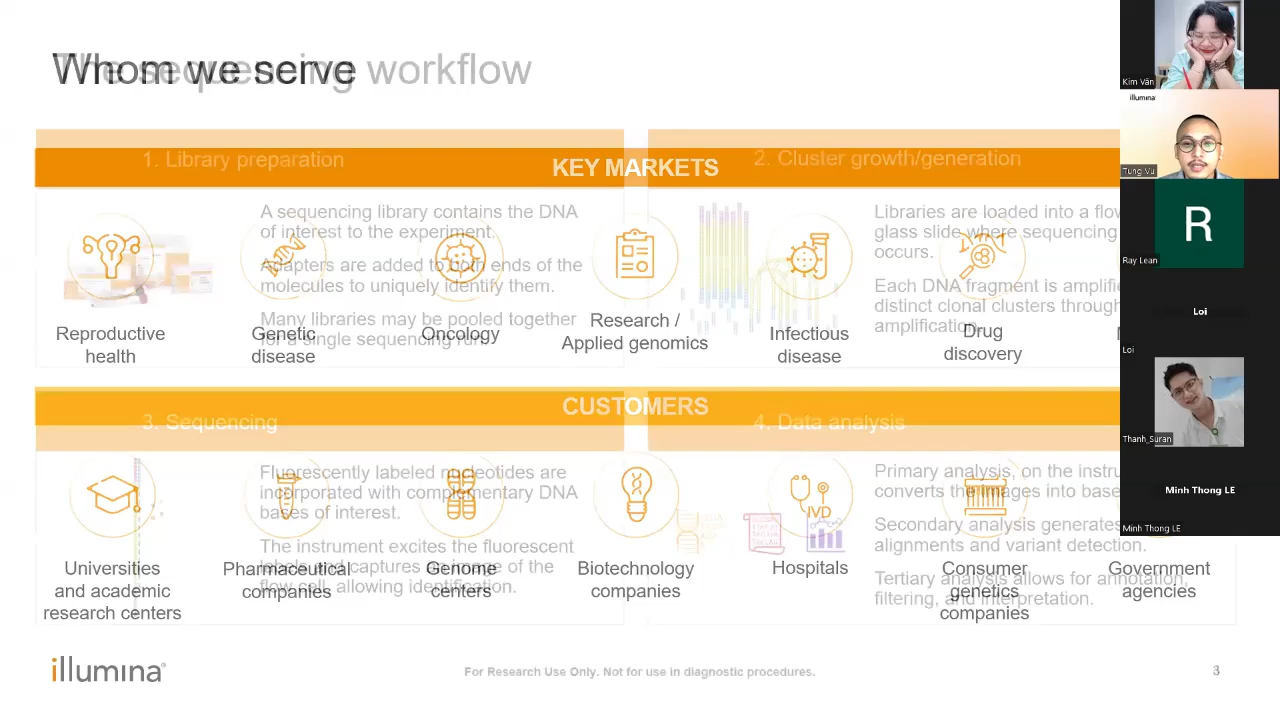 Whom we serve
The sequencing workflow
KEY MARKETS
1. Library preparation
2. Cluster growth/generation
A sequencing library contains the DNA
of interest to the experiment.
Adapters are added to both ends of the
molecules to uniquely identify them.
Many libraries may be pooled together
for a single sequencing run.
Libraries are loaded into a flow
glass slide where sequencing
occurs.
Each DNA fragment is amplifie
distinct clonal clusters through
amplification.
Reproductive
health
Genetic
disease
Oncology
Research /
Applied genomics
Infectious
disease
Drug
discovery
CUSTOMERS
3. Sequencing
4. Data analysis
Fluorescently labeled nucleotides are
incorporated with complementary DNA
bases of interest.
The instrument excites the fluorescent
captures
of the
flow cell, allowing identification.
Primary analysis, on the instru
converts the images into base
Secondary analysis generates
alignments and variant detection.
Tertiary analysis allows for annotation,
filtering, and interpretation.
IVD
Universities
and academic
research centers
Pharmaceutical
companies
Genome
centers
Biotechnology
companies
Hospitals
Consumer
genetics
companies
Government
agencies
illumina®
For Research Use Only. Not for use in diagnostic procedures.
3
Kim Vân
illumina
Tung Vu
R
Ray Lean
Loi
Loi
Thanh_Suran
Minh Thong LE
Minh Thong LE